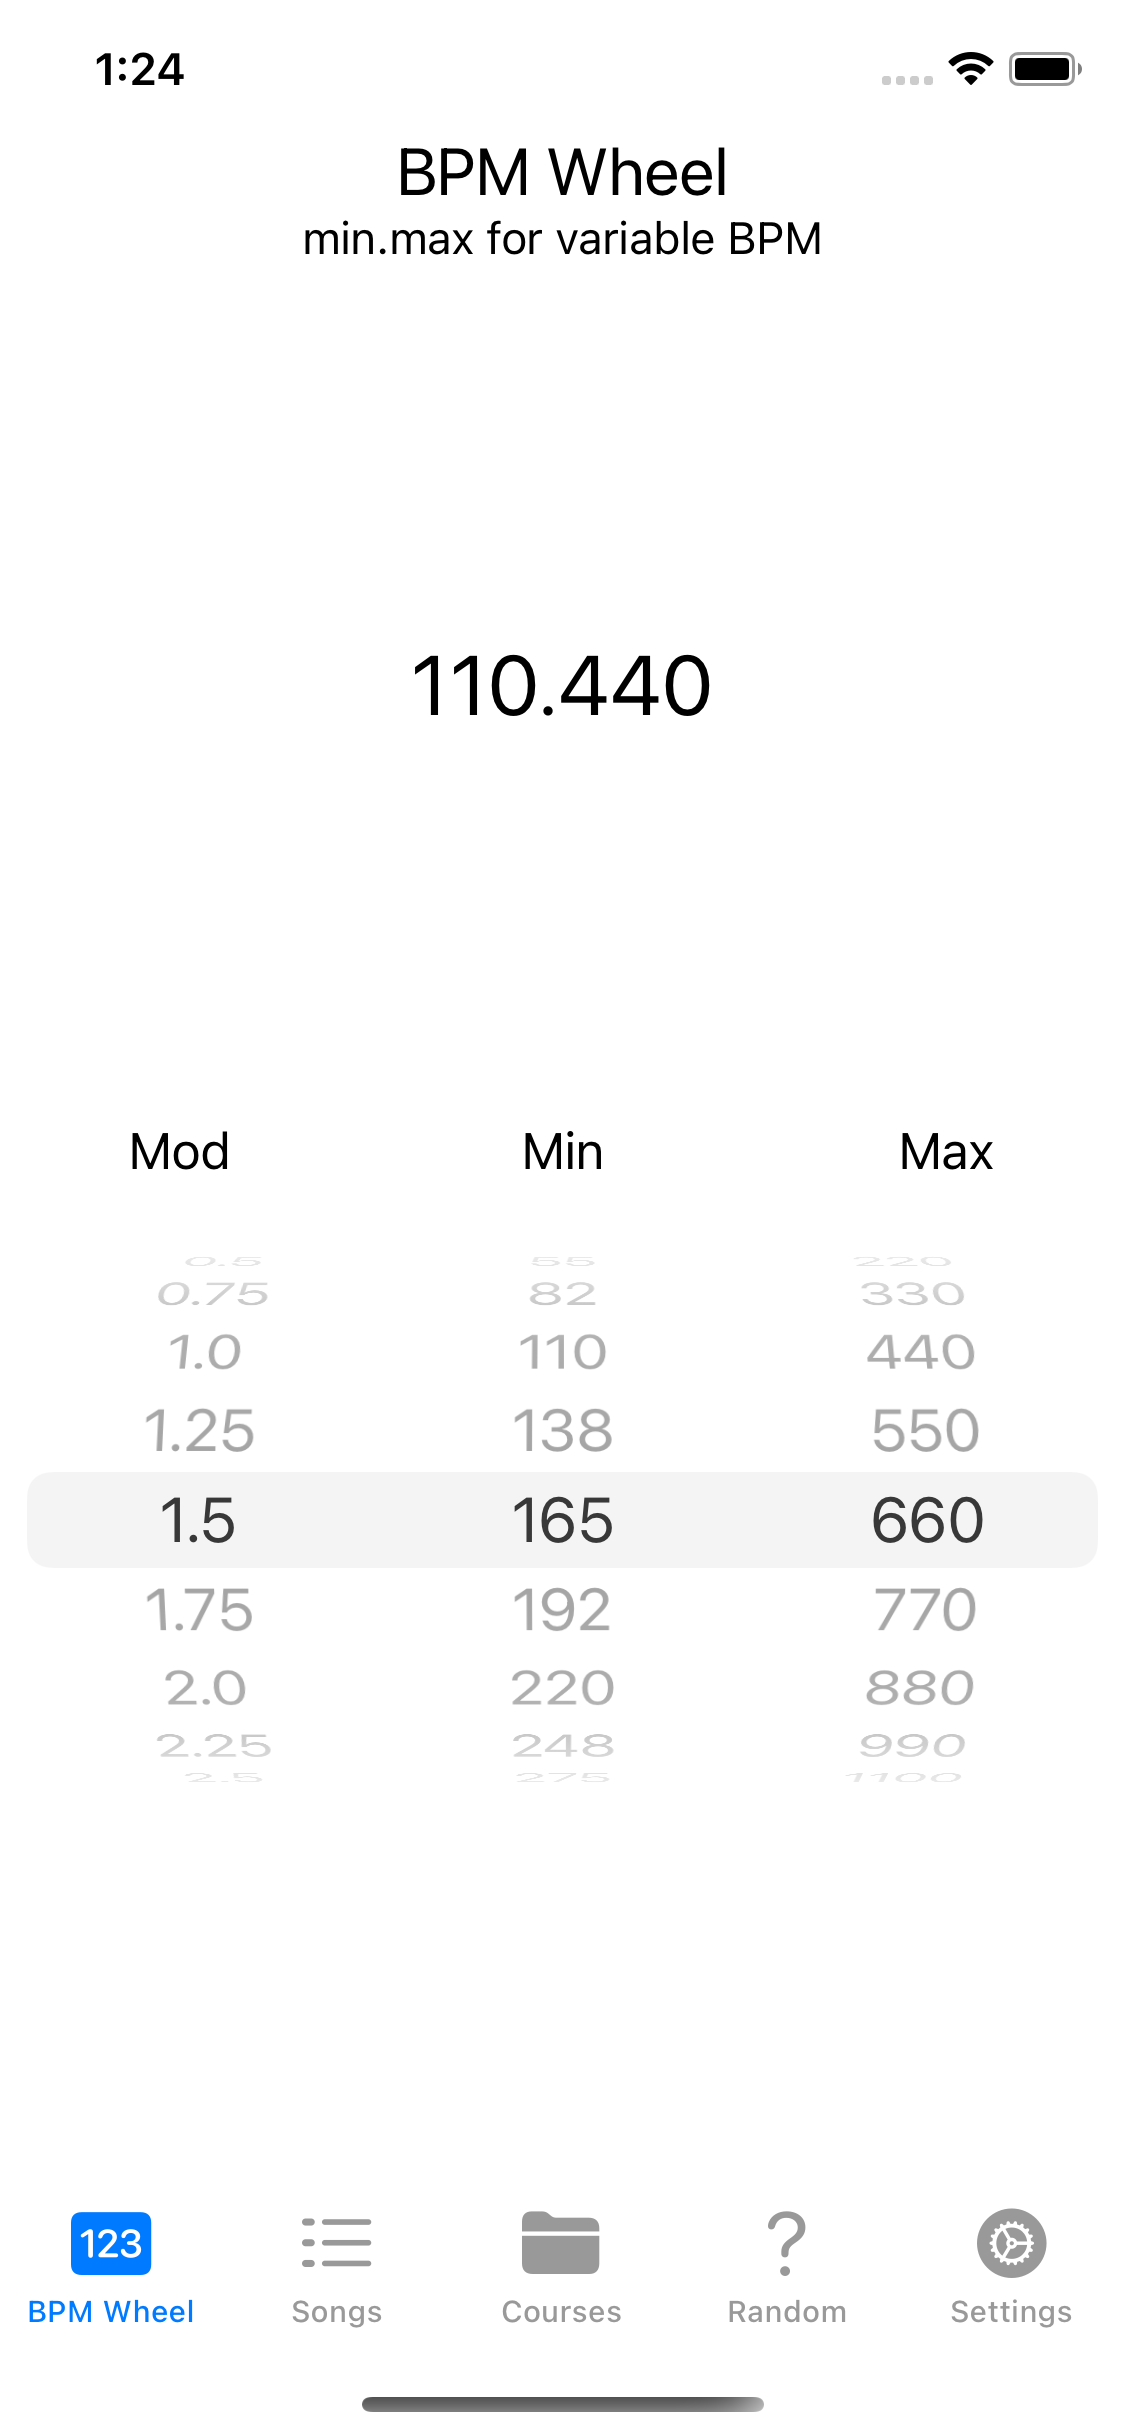 1:24
BPM Wheel
min.max for variable BPM
110.440
Mod Min Max
0.5 55 220
0.75 82 330
1.0 110 440
1.25 138 550
1.5 165 660
1.75 192 770
2.0 220 880
2.25 248 990
2.5 275 1100
123
BPM Wheel Songs Courses Random Settings